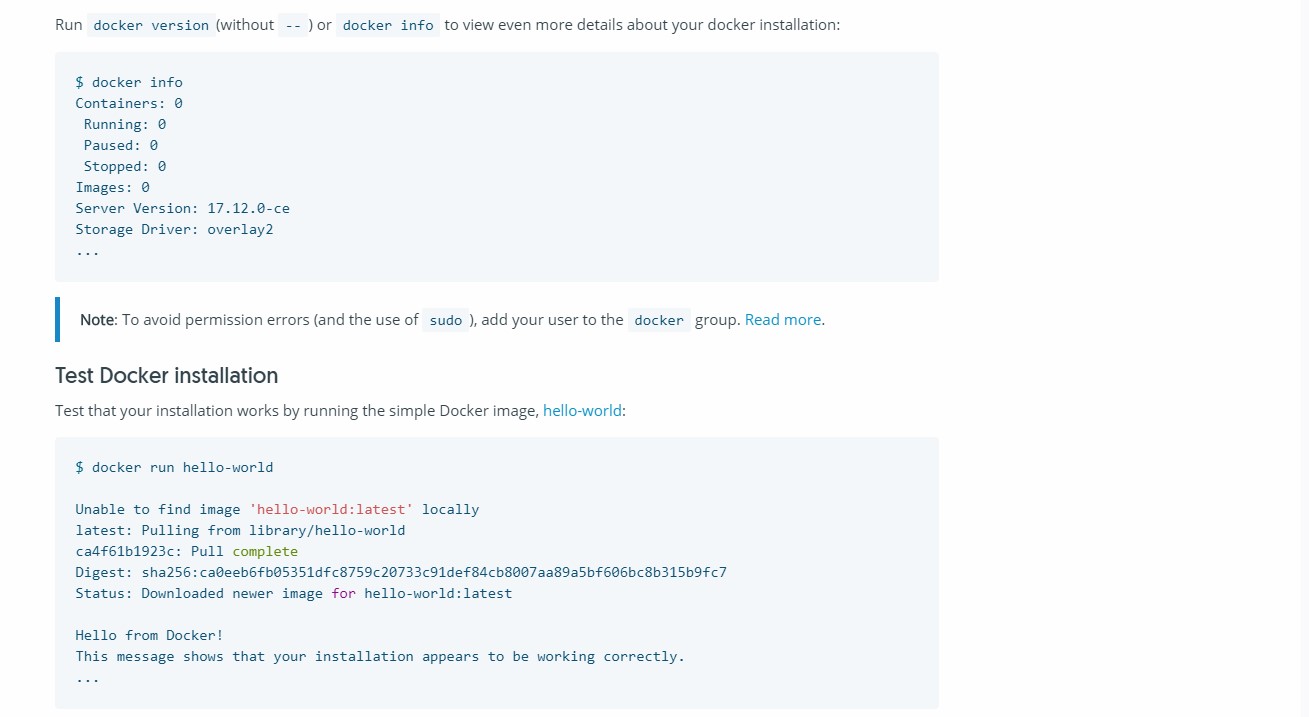 Run docker version (without -- ) or docker info to view even more details about your docker installation:
$ docker info
Containers: 0
 Running: 0
 Paused: 0
 Stopped: 0
Images: 0
Server Version: 17.12.0-ce
Storage Driver: overlay2
...
Note: To avoid permission errors (and the use of sudo ), add your user to the docker group. Read more.
Test Docker installation
Test that your installation works by running the simple Docker image, hello-world:
$ docker run hello-world
Unable to find image 'hello-world:latest' locally
latest: Pulling from library/hello-world
ca4f61b1923c: Pull complete
Digest: sha256:ca0eeb6fb05351dfc8759c20733c91def84cb8007aa89a5bf606bc8b315b9fc7
Status: Downloaded newer image for hello-world:latest
Hello from Docker!
This message shows that your installation appears to be working correctly.
...